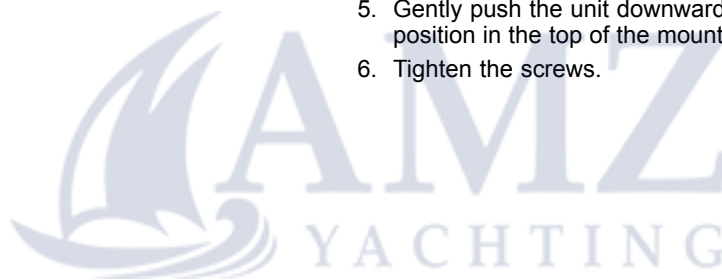 5. Gently push the unit downward
position in the top of the mount
6. Tighten the screws.
AMZ
YACHTING